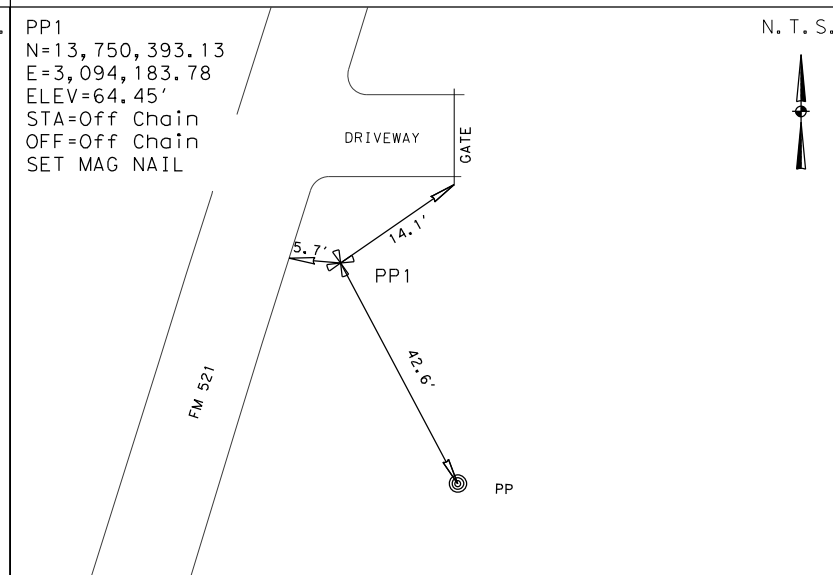 PP1
N=13,750,393.13
E=3,094,183.78
ELEV=64.45'
STA=Off Chain
OFF=Off Chain
SET MAG NAIL
N.T.S.
DRIVEWAY
GATE
14.1'
5.7'
PP1
42.6'
FM 521
PP